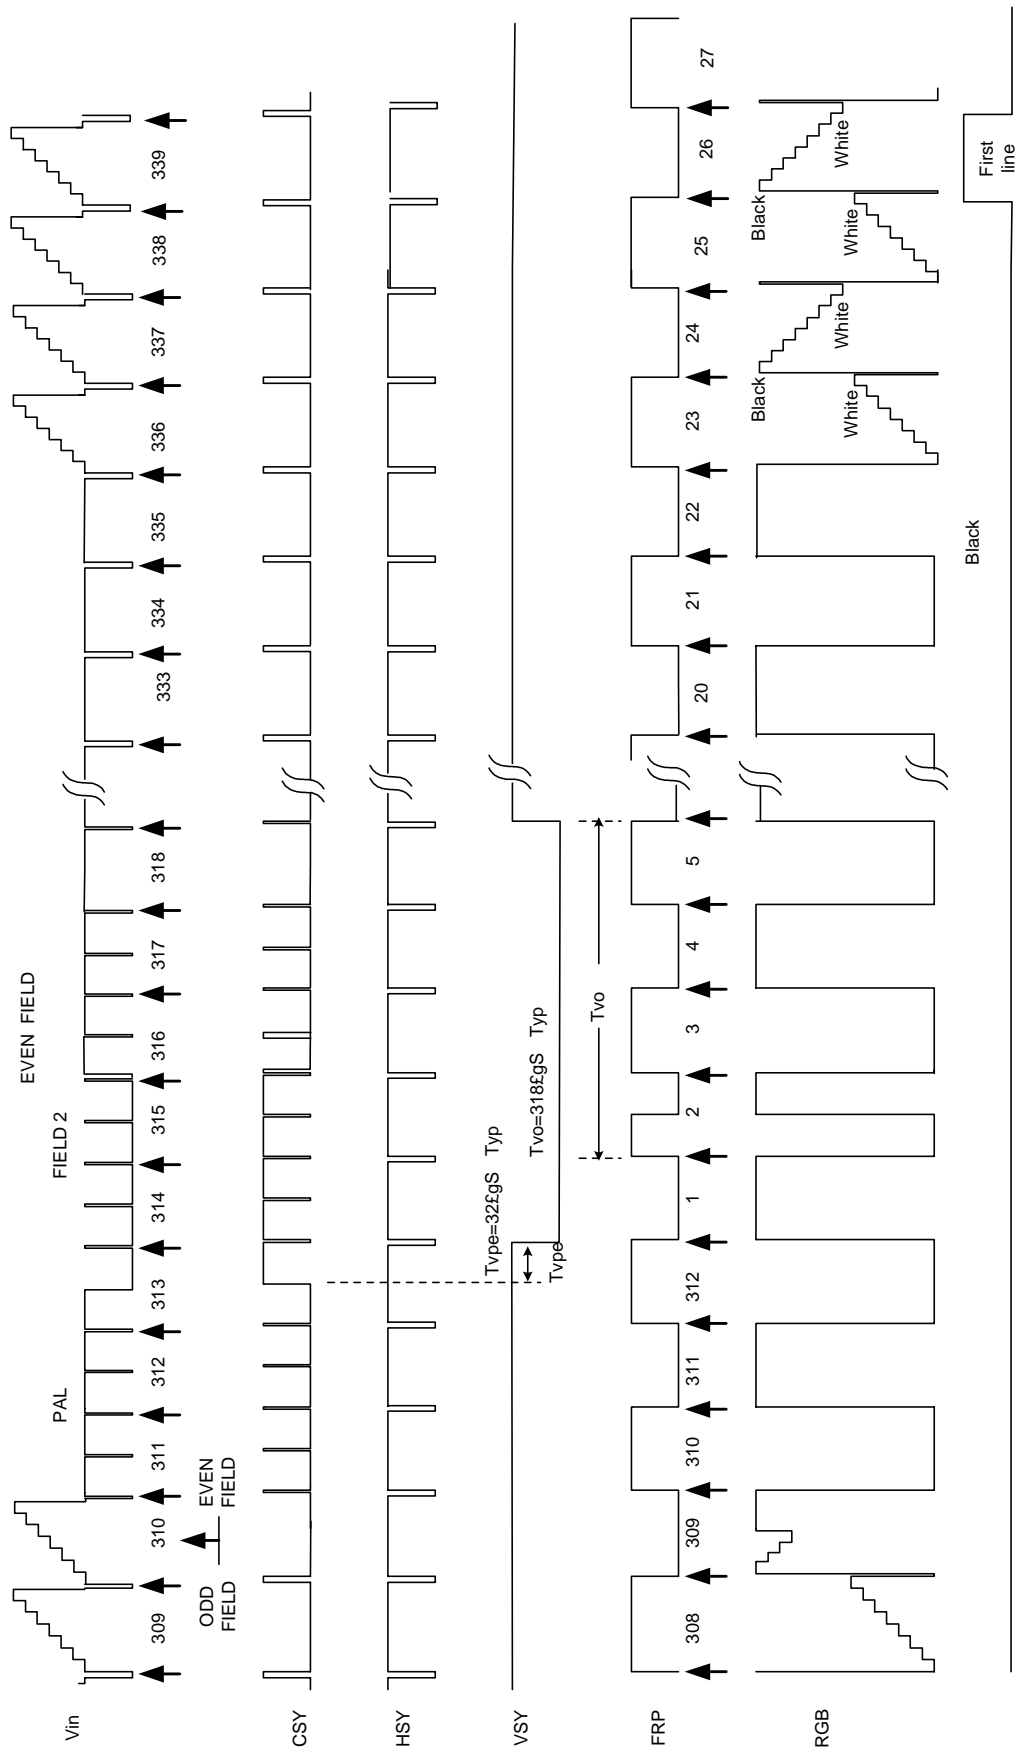 EVEN FIELD
PAL
FIELD 2
Vin
309
310
311
312
313
314
315
316
317
318
333
334
335
336
337
338
339
ODD
FIELD
EVEN
FIELD
CSY
HSY
VSY
Tvpe=32£gS Typ
Tvo=318£gS Typ
Tvpe
Tvo
FRP
308
309
310
311
312
1
2
3
4
5
20
21
22
23
24
25
26
27
RGB
Black
Black
White
White
White
White
Black
First
line